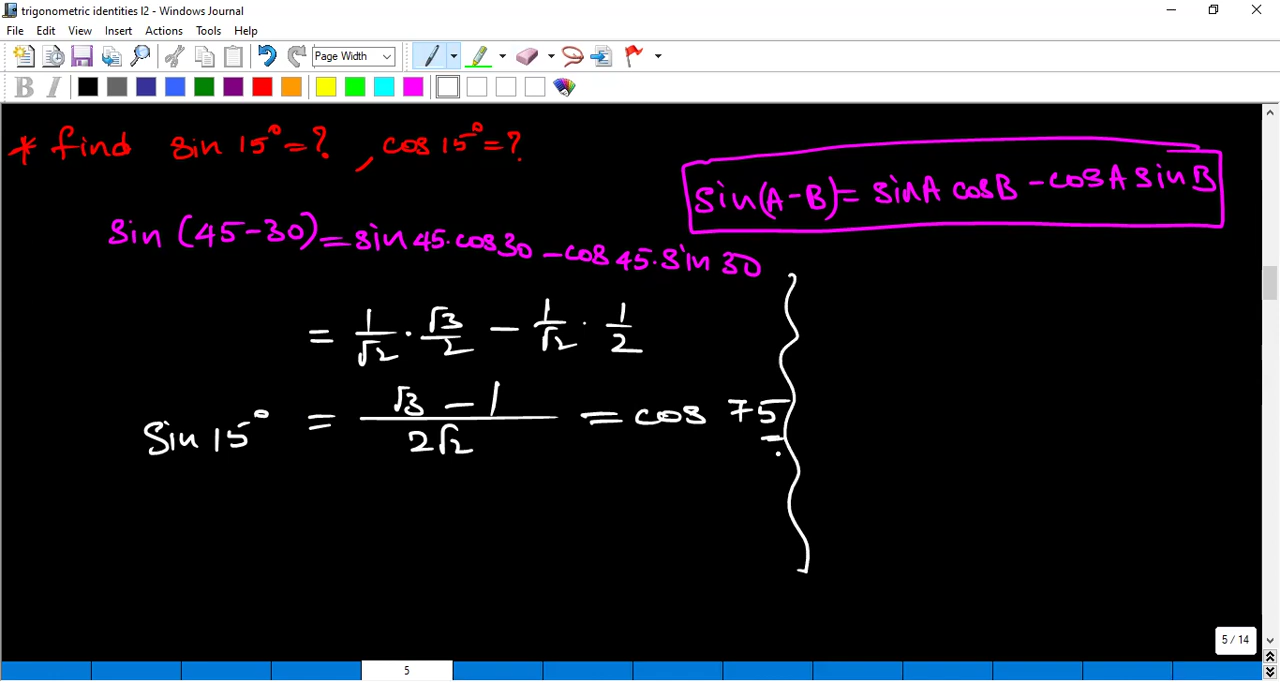 trigonometric identities l2 - Windows Journal
File Edit View Insert Actions Tools Help
Page Width
B I
* find sin 15° = ? , cos 15° = ?
sin(A-B) = sinA cosB - cosA sinB
sin (45-30) = sin 45. cos 30 - cos 45. sin 30
= 1/√2 · √3/2 - 1/√2 · 1/2
sin 15° = (√3 - 1)/(2√2) = cos 75
5 / 14
5